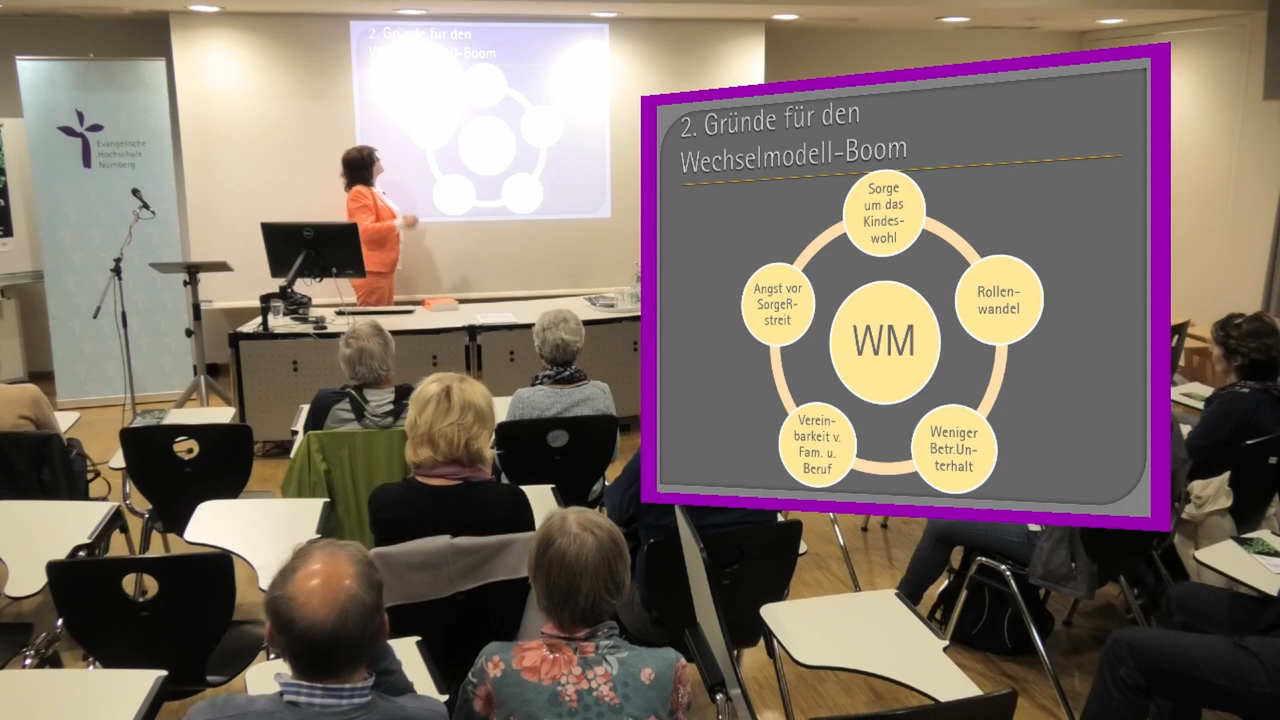 Evangelische
Hochschule
Nürnberg
2. Gründe für den
2. Gründe für den
Wechselmodell-Boom
Sorge
um das
Kindes-
wohl
Rollen-
wandel
Weniger
Betr.Un-
terhalt
Verein-
barkeit v.
Fam. u.
Beruf
Angst vor
SorgeR-
streit
WM
DELL